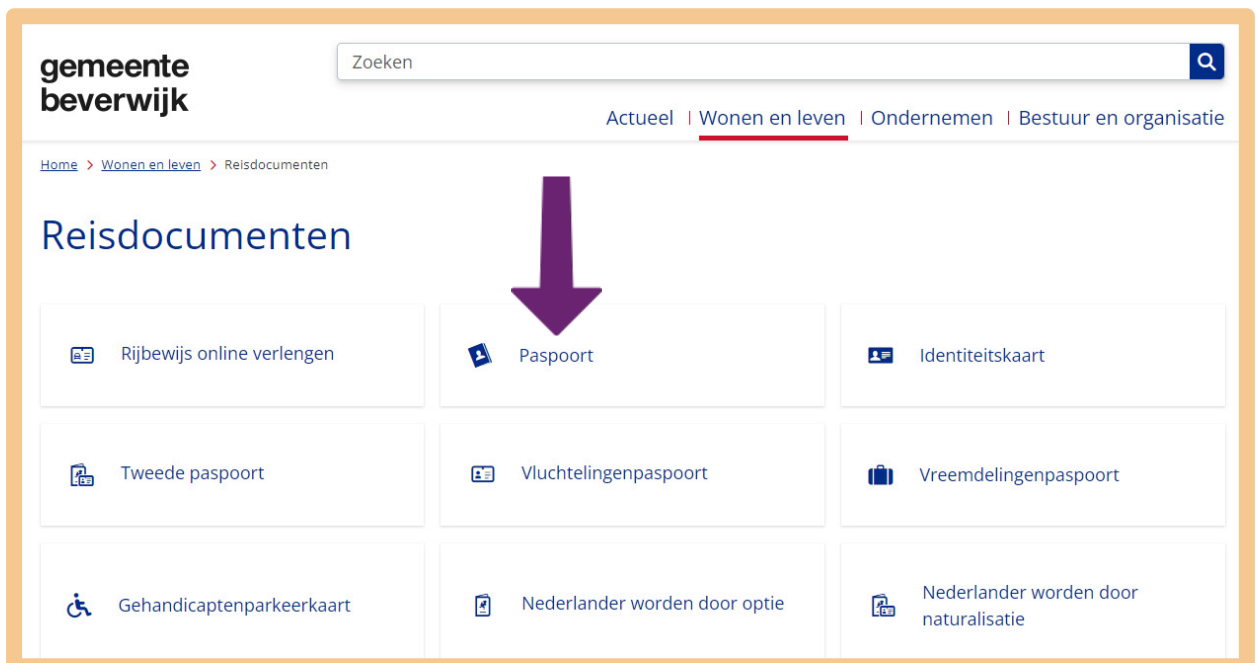 gemeente
beverwijk
Zoeken
Actueel Wonen en leven Ondernemen Bestuur en organisatie
Home > Wonen en leven > Reisdocumenten
Reisdocumenten
Rijbewijs online verlengen
Paspoort
Identiteitskaart
Tweede paspoort
Vluchtelingenpaspoort
Vreemdelingenpaspoort
Gehandicaptenparkeerkaart
Nederlander worden door optie
Nederlander worden door
naturalisatie